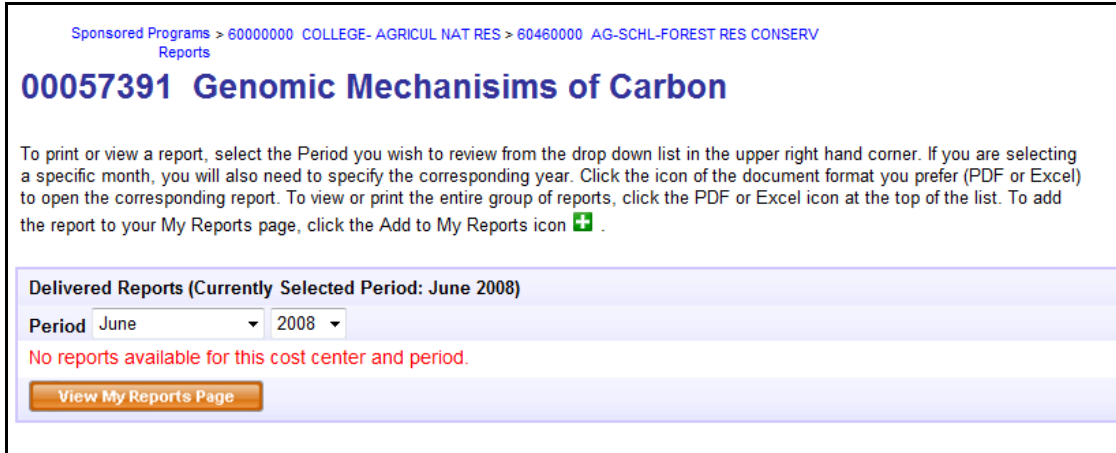 Sponsored Programs > 60000000 COLLEGE- AGRICUL NAT RES > 60460000 AG-SCHL-FOREST RES CONSERV
Reports
00057391 Genomic Mechanisims of Carbon
To print or view a report, select the Period you wish to review from the drop down list in the upper right hand corner. If you are selecting
a specific month, you will also need to specify the corresponding year. Click the icon of the document format you prefer (PDF or Excel)
to open the corresponding report. To view or print the entire group of reports, click the PDF or Excel icon at the top of the list. To add
the report to your My Reports page, click the Add to My Reports icon .
Delivered Reports (Currently Selected Period: June 2008)
Period June 2008
No reports available for this cost center and period.
View My Reports Page